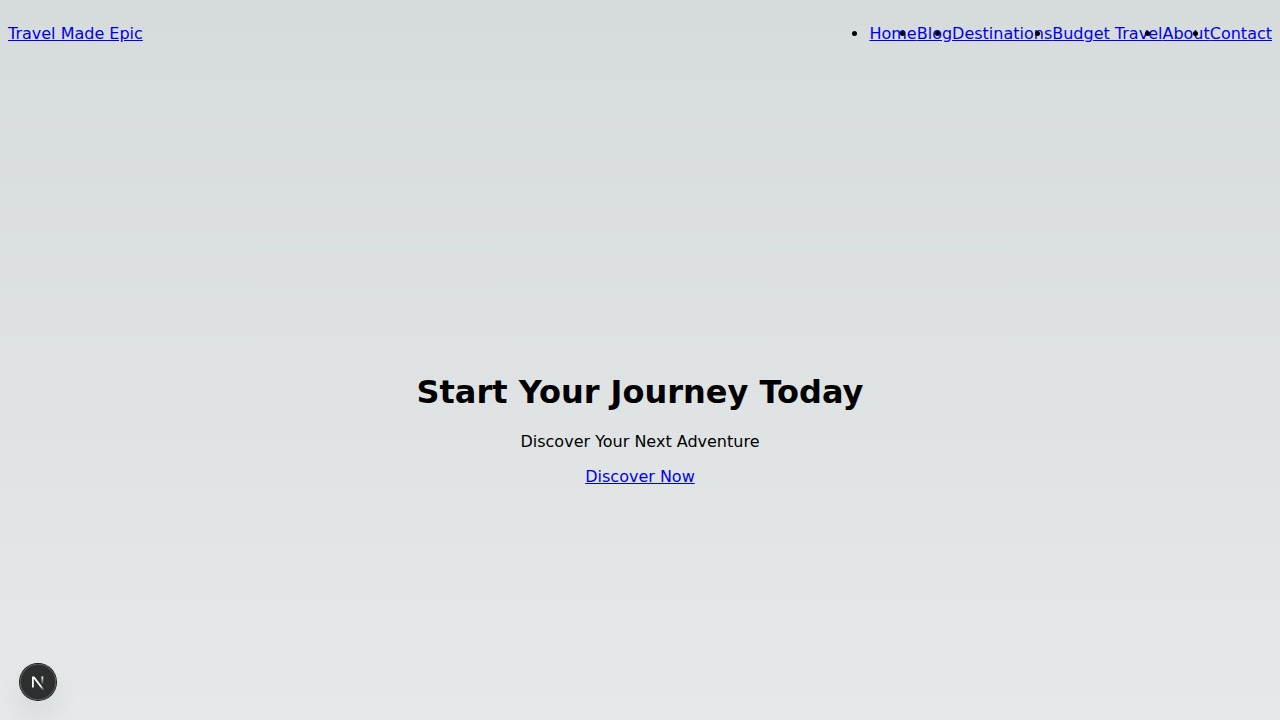 Travel Made Epic
Home Blog Destinations Budget Travel About Contact
Start Your Journey Today
Discover Your Next Adventure
Discover Now
N